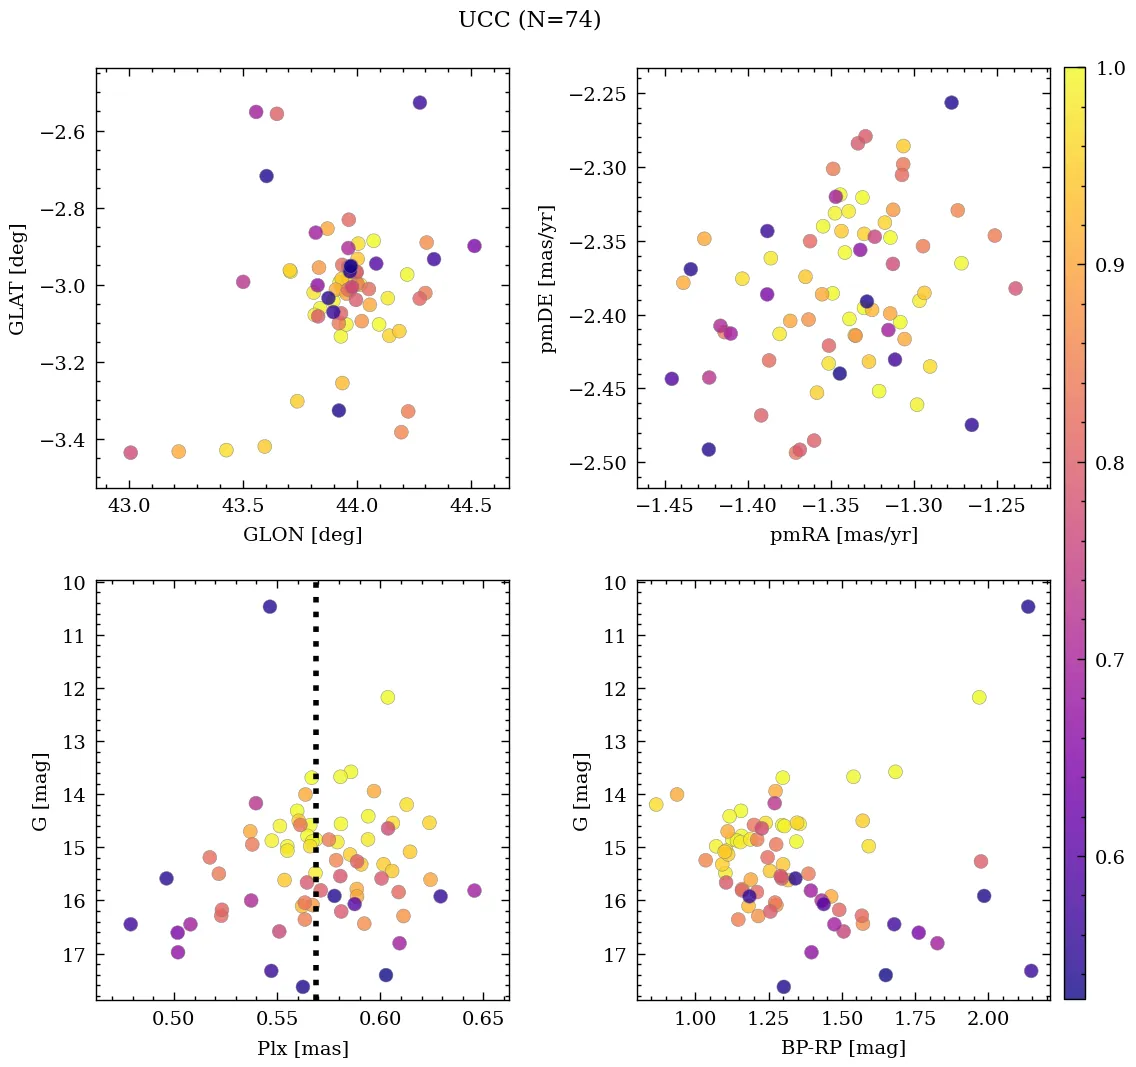 UCC (N=74)
−2.6
−2.8
−3.0
−3.2
−3.4
GLAT [deg]
43.0 43.5 44.0 44.5
GLON [deg]
−2.25
−2.30
−2.35
−2.40
−2.45
−2.50
pmDE [mas/yr]
−1.45 −1.40 −1.35 −1.30 −1.25
pmRA [mas/yr]
10
11
12
13
14
15
16
17
G [mag]
0.50 0.55 0.60 0.65
Plx [mas]
10
11
12
13
14
15
16
17
G [mag]
1.00 1.25 1.50 1.75 2.00
BP-RP [mag]
1.0
0.9
0.8
0.7
0.6